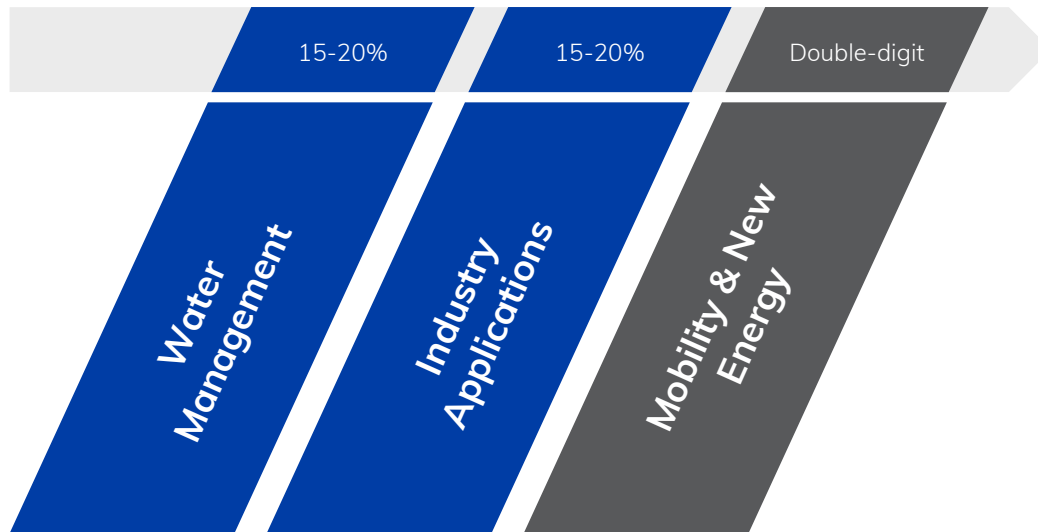 15-20%
15-20%
Double-digit
Water
Management
Industry
Applications
Mobility & New
Energy